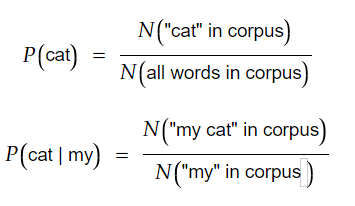 P(cat) = N("cat" in corpus) / N(all words in corpus)
P(cat | my) = N("my cat" in corpus) / N("my" in corpus)